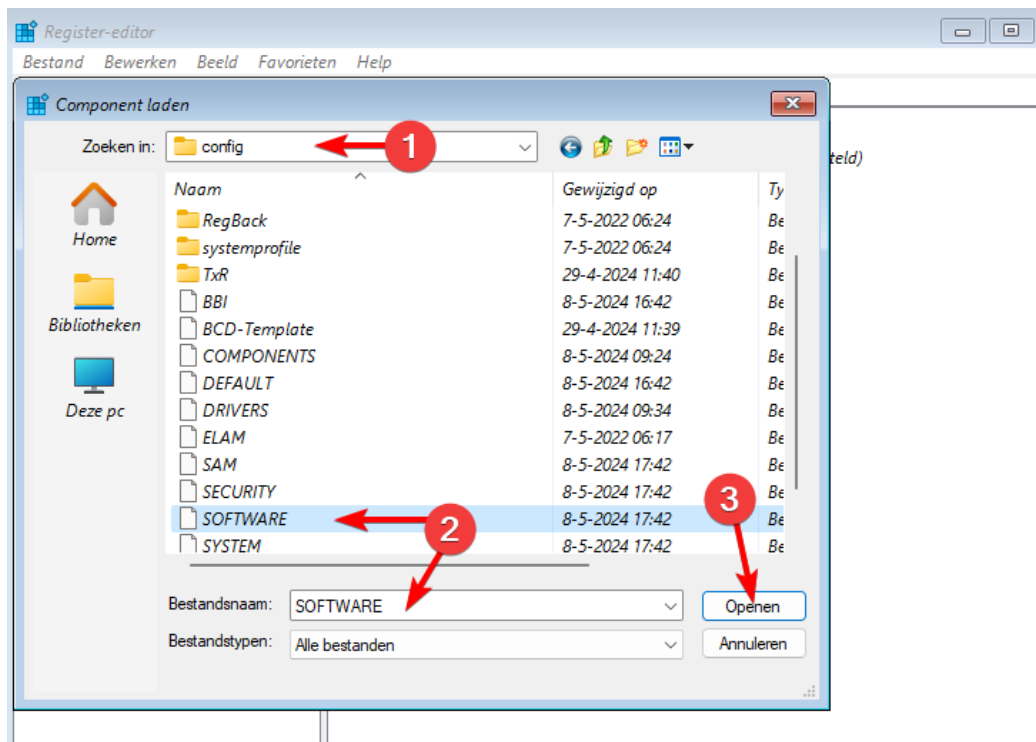 Register-editor
Bestand Bewerken Beeld Favorieten Help
Component laden
Zoeken in: config 1
teld)
Naam Gewijzigd op Ty
RegBack 7-5-2022 06:24 Be
systemprofile 7-5-2022 06:24 Be
TxR 29-4-2024 11:40 Be
BBI 8-5-2024 16:42 Be
BCD-Template 29-4-2024 11:39 Be
COMPONENTS 8-5-2024 09:24 Be
DEFAULT 8-5-2024 16:42 Be
DRIVERS 8-5-2024 09:34 Be
ELAM 7-5-2022 06:17 Be
SAM 8-5-2024 17:42 Be
SECURITY 8-5-2024 17:42 Be
SOFTWARE 8-5-2024 17:42 Be
SYSTEM 8-5-2024 17:42 Be
Home
Bibliotheken
Deze pc
2
3
Bestandsnaam: SOFTWARE Openen
Bestandstypen: Alle bestanden Annuleren